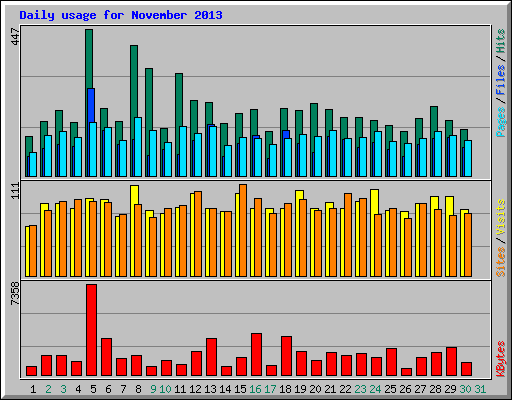 Daily usage for November 2013
447
Pages / Files / Hits
111
Sites / Visits
7358
KBytes
1 2 3 4 5 6 7 8 9 10 11 12 13 14 15 16 17 18 19 20 21 22 23 24 25 26 27 28 29 30 31